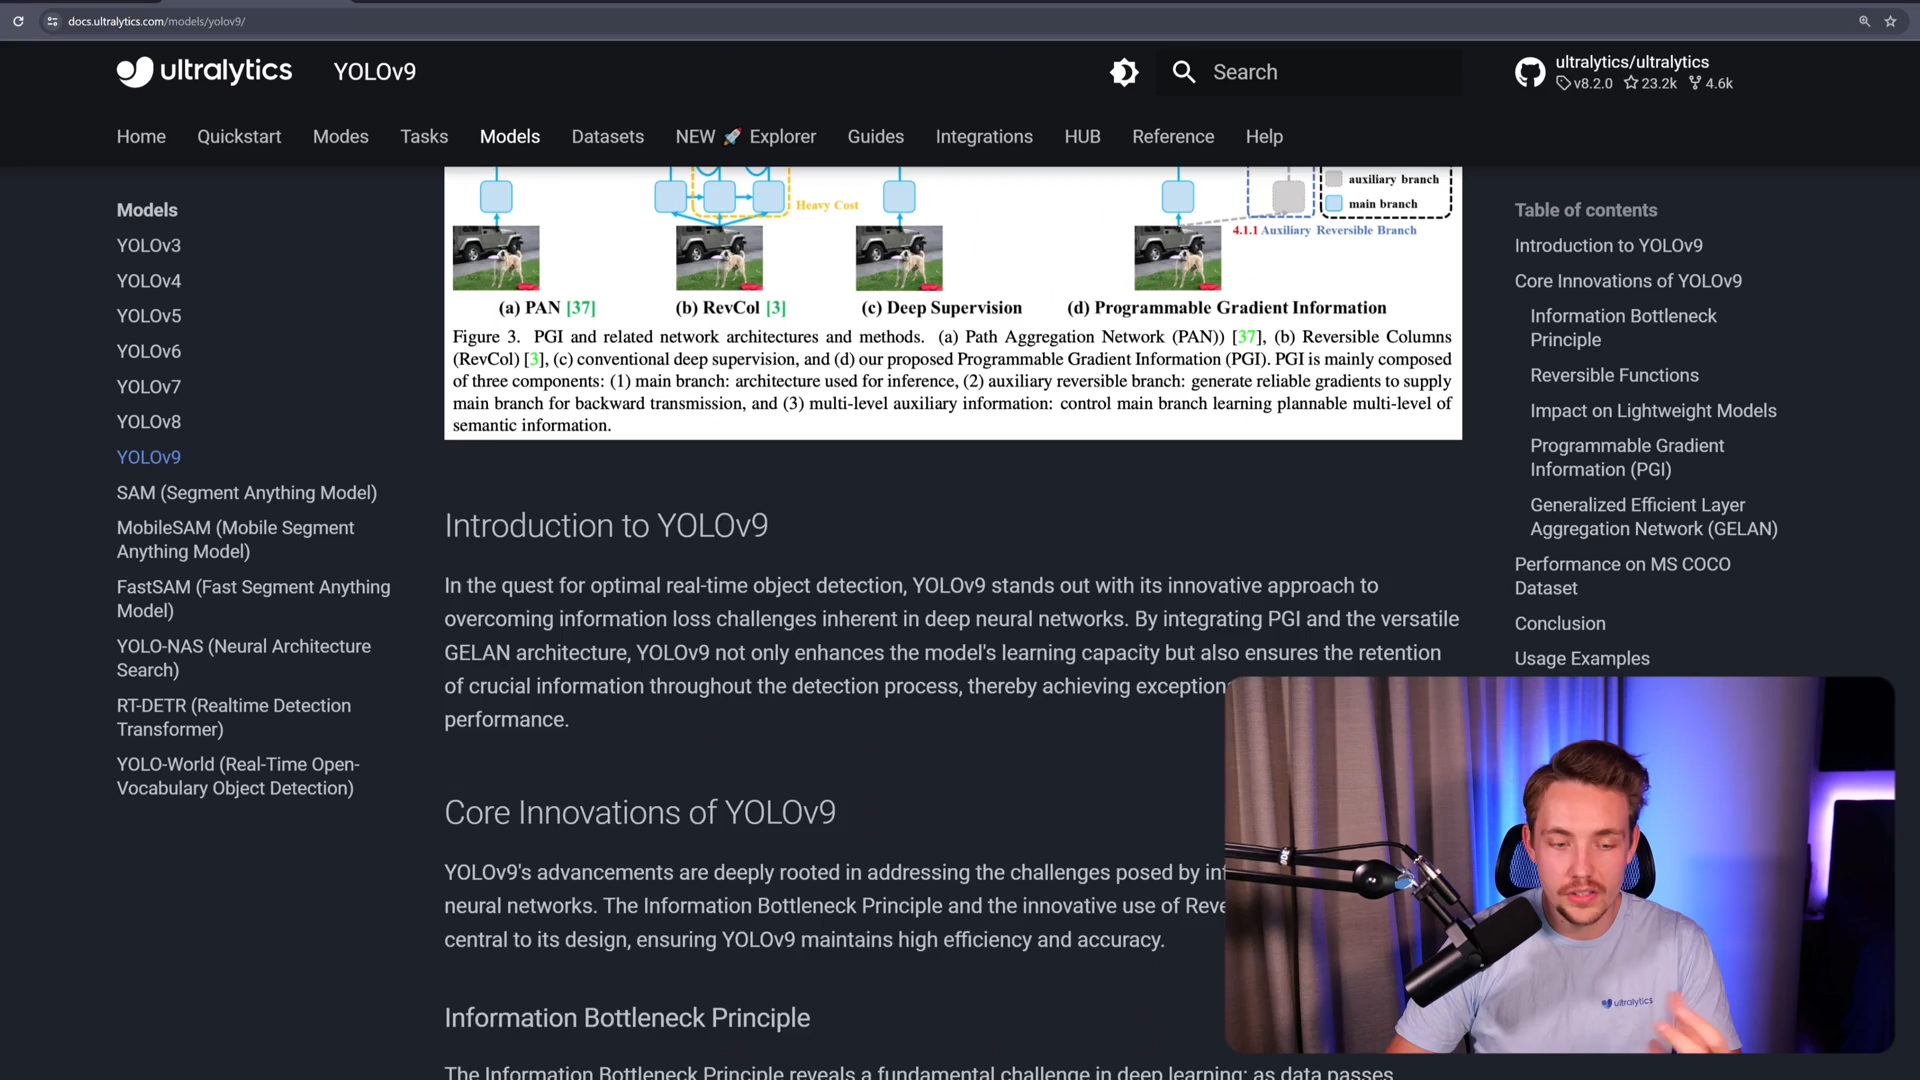 docs.ultralytics.com/models/yolov9/
ultralytics
YOLOv9
Search
ultralytics/ultralytics
v8.2.0 23.2k 4.6k
Home Quickstart Modes Tasks Models Datasets NEW 🚀 Explorer Guides Integrations HUB Reference Help
Models
YOLOv3
YOLOv4
YOLOv5
YOLOv6
YOLOv7
YOLOv8
YOLOv9
SAM (Segment Anything Model)
MobileSAM (Mobile Segment
Anything Model)
FastSAM (Fast Segment Anything
Model)
YOLO-NAS (Neural Architecture
Search)
RT-DETR (Realtime Detection
Transformer)
YOLO-World (Real-Time Open-
Vocabulary Object Detection)
Heavy Cost
auxiliary branch
main branch
4.1.1 Auxiliary Reversible Branch
(a) PAN [37] (b) RevCol [3] (c) Deep Supervision (d) Programmable Gradient Information
Figure 3. PGI and related network architectures and methods. (a) Path Aggregation Network (PAN)) [37], (b) Reversible Columns
(RevCol) [3], (c) conventional deep supervision, and (d) our proposed Programmable Gradient Information (PGI). PGI is mainly composed
of three components: (1) main branch: architecture used for inference, (2) auxiliary reversible branch: generate reliable gradients to supply
main branch for backward transmission, and (3) multi-level auxiliary information: control main branch learning plannable multi-level of
semantic information.
Introduction to YOLOv9
In the quest for optimal real-time object detection, YOLOv9 stands out with its innovative approach to
overcoming information loss challenges inherent in deep neural networks. By integrating PGI and the versatile
GELAN architecture, YOLOv9 not only enhances the model's learning capacity but also ensures the retention
of crucial information throughout the detection process, thereby achieving exception
performance.
Core Innovations of YOLOv9
YOLOv9's advancements are deeply rooted in addressing the challenges posed by in
neural networks. The Information Bottleneck Principle and the innovative use of Reve
central to its design, ensuring YOLOv9 maintains high efficiency and accuracy.
Information Bottleneck Principle
The Information Bottleneck Principle reveals a fundamental challenge in deep learning: as data passes
Table of contents
Introduction to YOLOv9
Core Innovations of YOLOv9
Information Bottleneck
Principle
Reversible Functions
Impact on Lightweight Models
Programmable Gradient
Information (PGI)
Generalized Efficient Layer
Aggregation Network (GELAN)
Performance on MS COCO
Dataset
Conclusion
Usage Examples
ultralytics